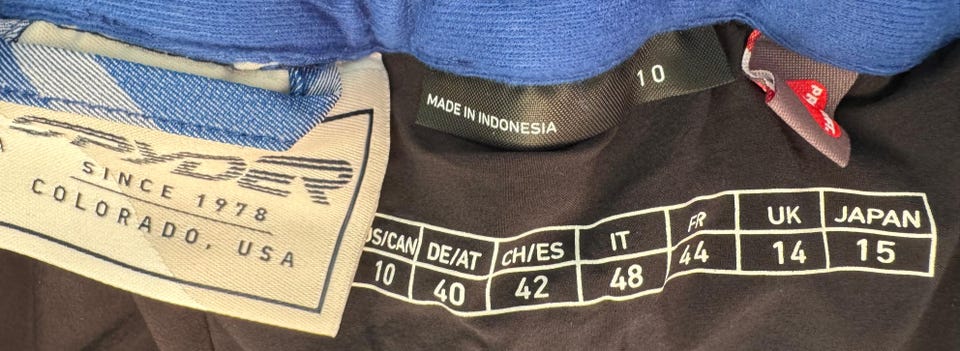 SPYDER
SINCE 1978
COLORADO, USA
MADE IN INDONESIA
10
US/CAN DE/AT CH/ES IT FR UK JAPAN
10 40 42 48 44 14 15